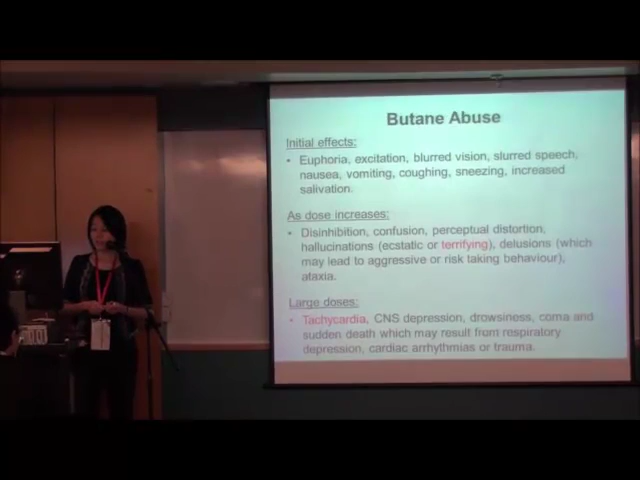 Butane Abuse
Initial effects:
• Euphoria, excitation, blurred vision, slurred speech,
nausea, vomiting, coughing, sneezing, increased
salivation.
As dose increases:
• Disinhibition, confusion, perceptual distortion,
hallucinations (ecstatic or terrifying), delusions (which
may lead to aggressive or risk taking behaviour),
ataxia.
Large doses:
• Tachycardia, CNS depression, drowsiness, coma and
sudden death which may result from respiratory
depression, cardiac arrhythmias or trauma.